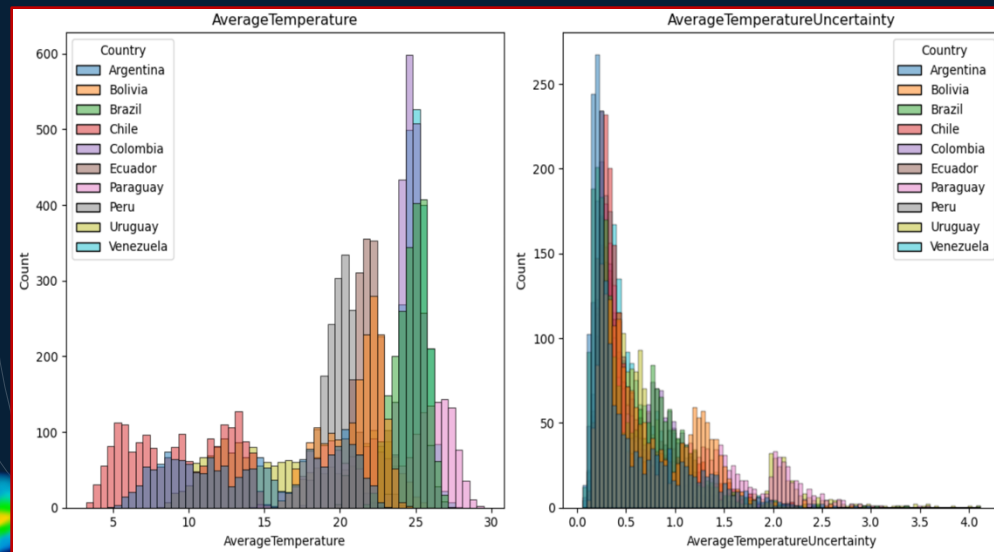 AverageTemperature
Count
600
500
400
300
200
100
0
Country
Argentina
Bolivia
Brazil
Chile
Colombia
Ecuador
Paraguay
Peru
Uruguay
Venezuela
5 10 15 20 25 30
AverageTemperature
AverageTemperatureUncertainty
Count
250
200
150
100
50
0
Country
Argentina
Bolivia
Brazil
Chile
Colombia
Ecuador
Paraguay
Peru
Uruguay
Venezuela
0.0 0.5 1.0 1.5 2.0 2.5 3.0 3.5 4.0
AverageTemperatureUncertainty